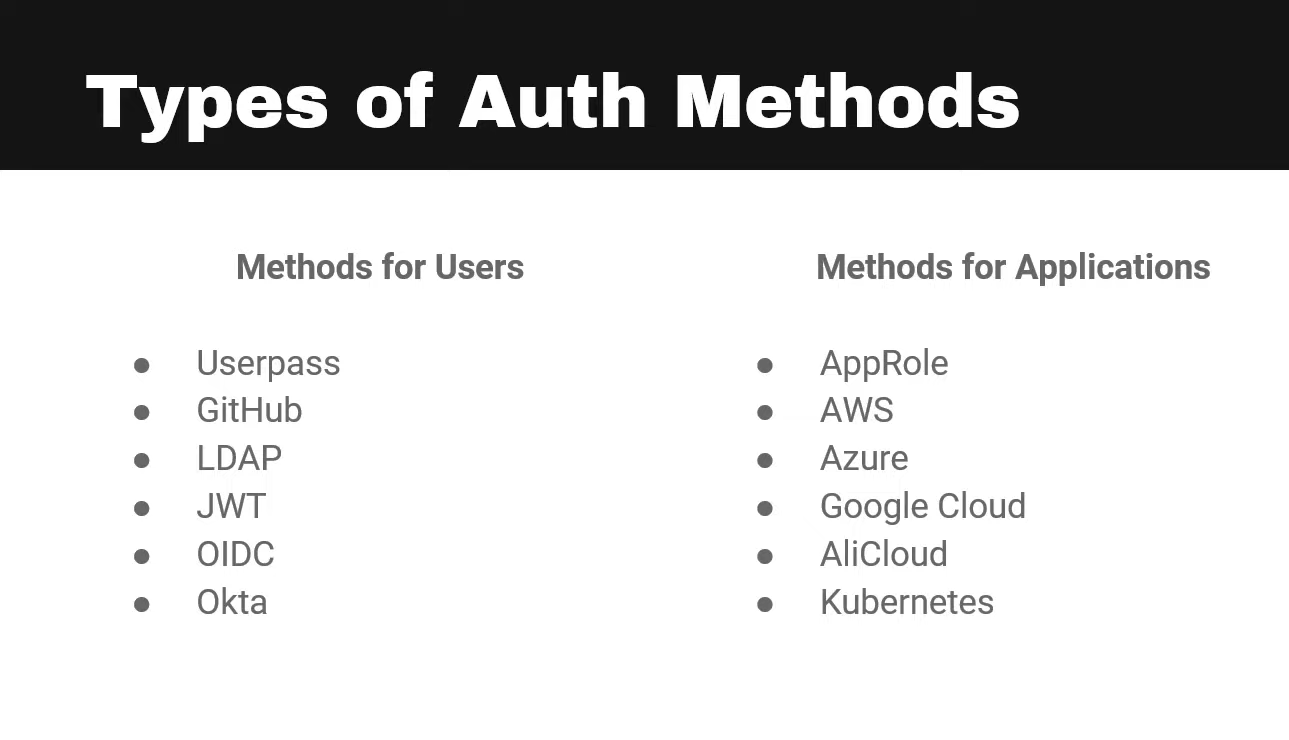 Types of Auth Methods
Methods for Users
● Userpass
● GitHub
● LDAP
● JWT
● OIDC
● Okta
Methods for Applications
● AppRole
● AWS
● Azure
● Google Cloud
● AliCloud
● Kubernetes